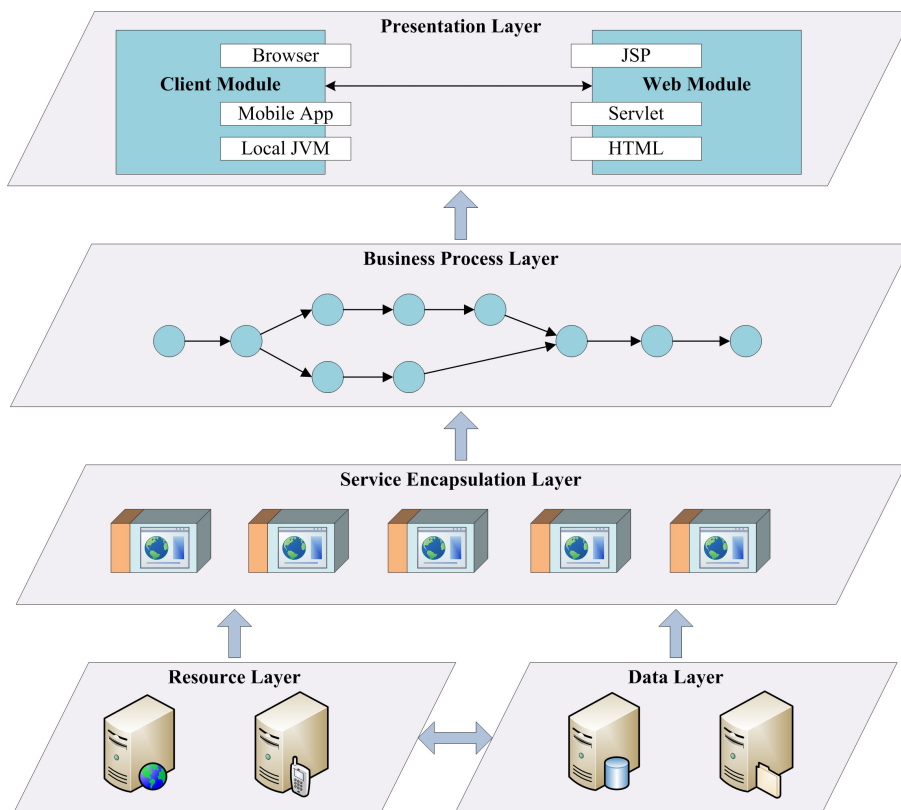 Presentation Layer
Browser
Client Module
Mobile App
Local JVM
JSP
Web Module
Servlet
HTML
Business Process Layer
Service Encapsulation Layer
Resource Layer
Data Layer